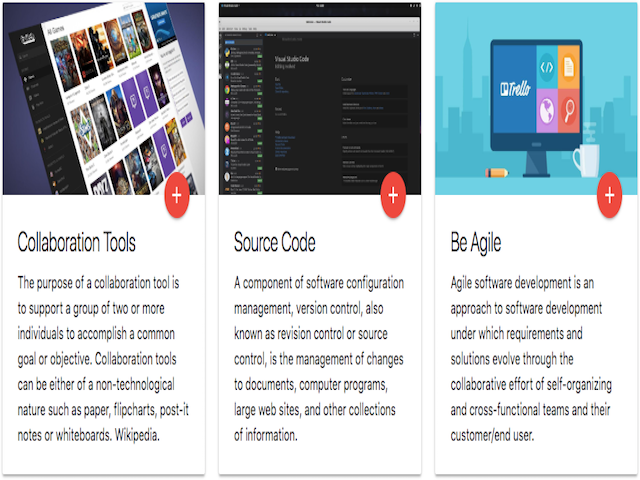 All Games
Visual Studio Code
Editing evolved
Trello
Collaboration Tools
The purpose of a collaboration tool is
to support a group of two or more
individuals to accomplish a common
goal or objective. Collaboration tools
can be either of a non-technological
nature such as paper, flipcharts, post-it
notes or whiteboards. Wikipedia.
Source Code
A component of software configuration
management, version control, also
known as revision control or source
control, is the management of changes
to documents, computer programs,
large web sites, and other collections
of information.
Be Agile
Agile software development is an
approach to software development
under which requirements and
solutions evolve through the
collaborative effort of self-organizing
and cross-functional teams and their
customer/end user.